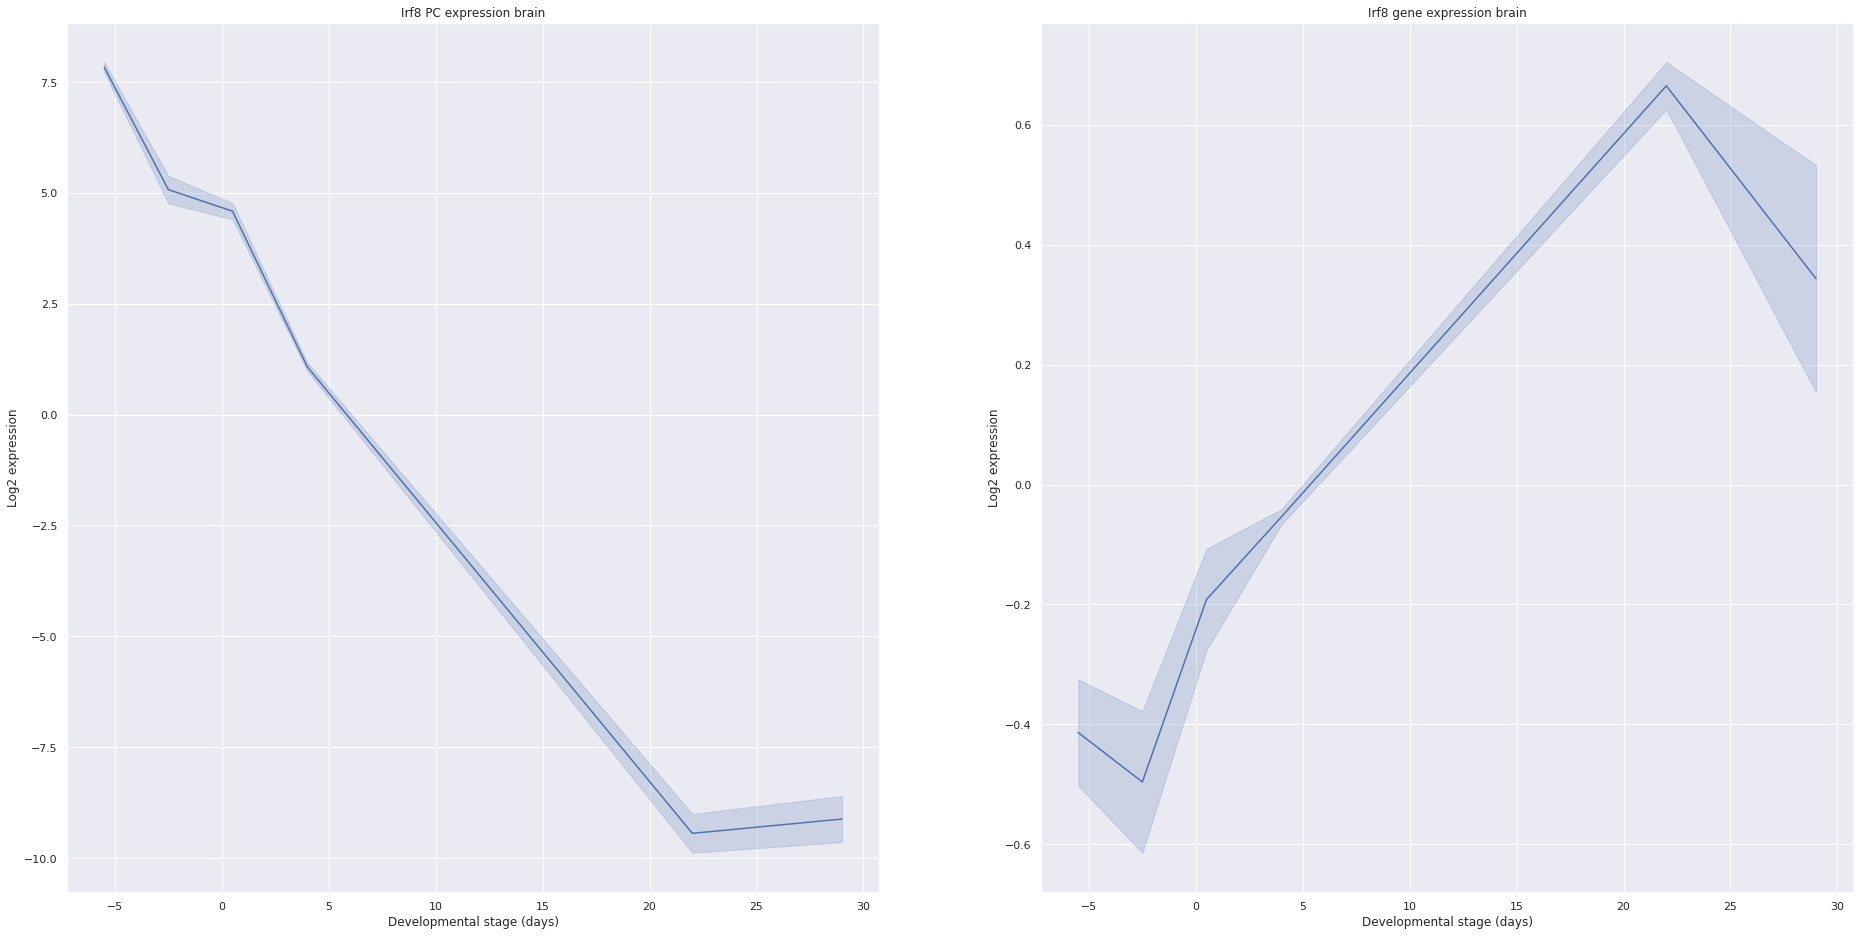 Irf8 PC expression brain
Log2 expression
7.5
5.0
2.5
0.0
−2.5
−5.0
−7.5
−10.0
−5 0 5 10 15 20 25 30
Developmental stage (days)
Irf8 gene expression brain
Log2 expression
0.6
0.4
0.2
0.0
−0.2
−0.4
−0.6
−5 0 5 10 15 20 25 30
Developmental stage (days)